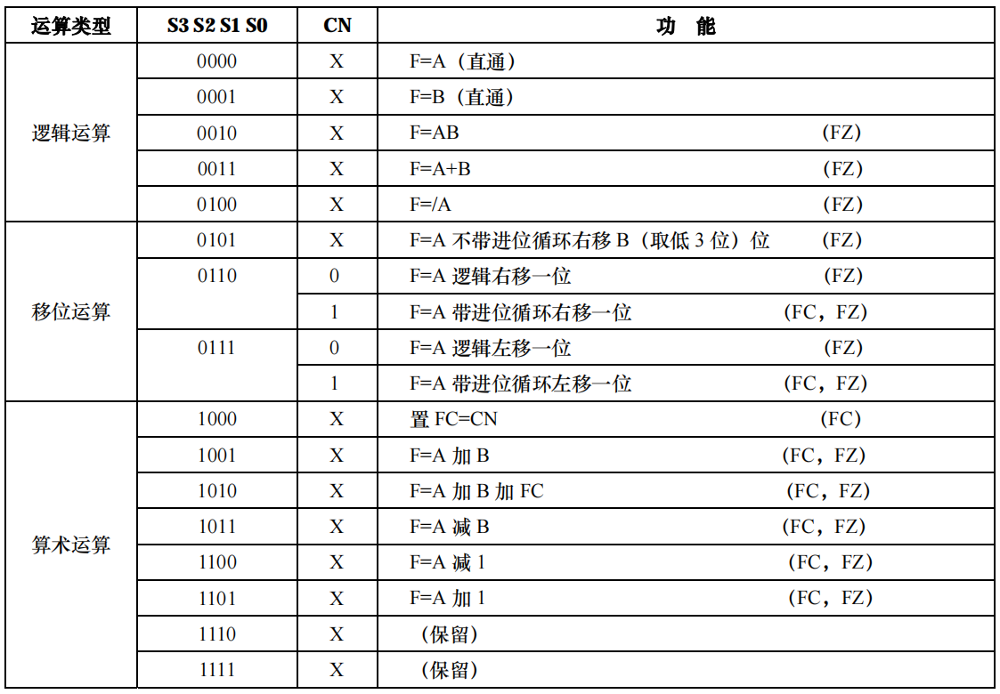 运算类型 S3 S2 S1 S0 CN 功 能
逻辑运算 0000 X F=A（直通）
0001 X F=B（直通）
0010 X F=AB （FZ）
0011 X F=A+B （FZ）
0100 X F=/A （FZ）
移位运算 0101 X F=A 不带进位循环右移 B（取低 3 位）位 （FZ）
0110 0 F=A 逻辑右移一位 （FZ）
1 F=A 带进位循环右移一位 （FC，FZ）
0111 0 F=A 逻辑左移一位 （FZ）
1 F=A 带进位循环左移一位 （FC，FZ）
算术运算 1000 X 置 FC=CN （FC）
1001 X F=A 加 B （FC，FZ）
1010 X F=A 加 B 加 FC （FC，FZ）
1011 X F=A 减 B （FC，FZ）
1100 X F=A 减 1 （FC，FZ）
1101 X F=A 加 1 （FC，FZ）
1110 X （保留）
1111 X （保留）